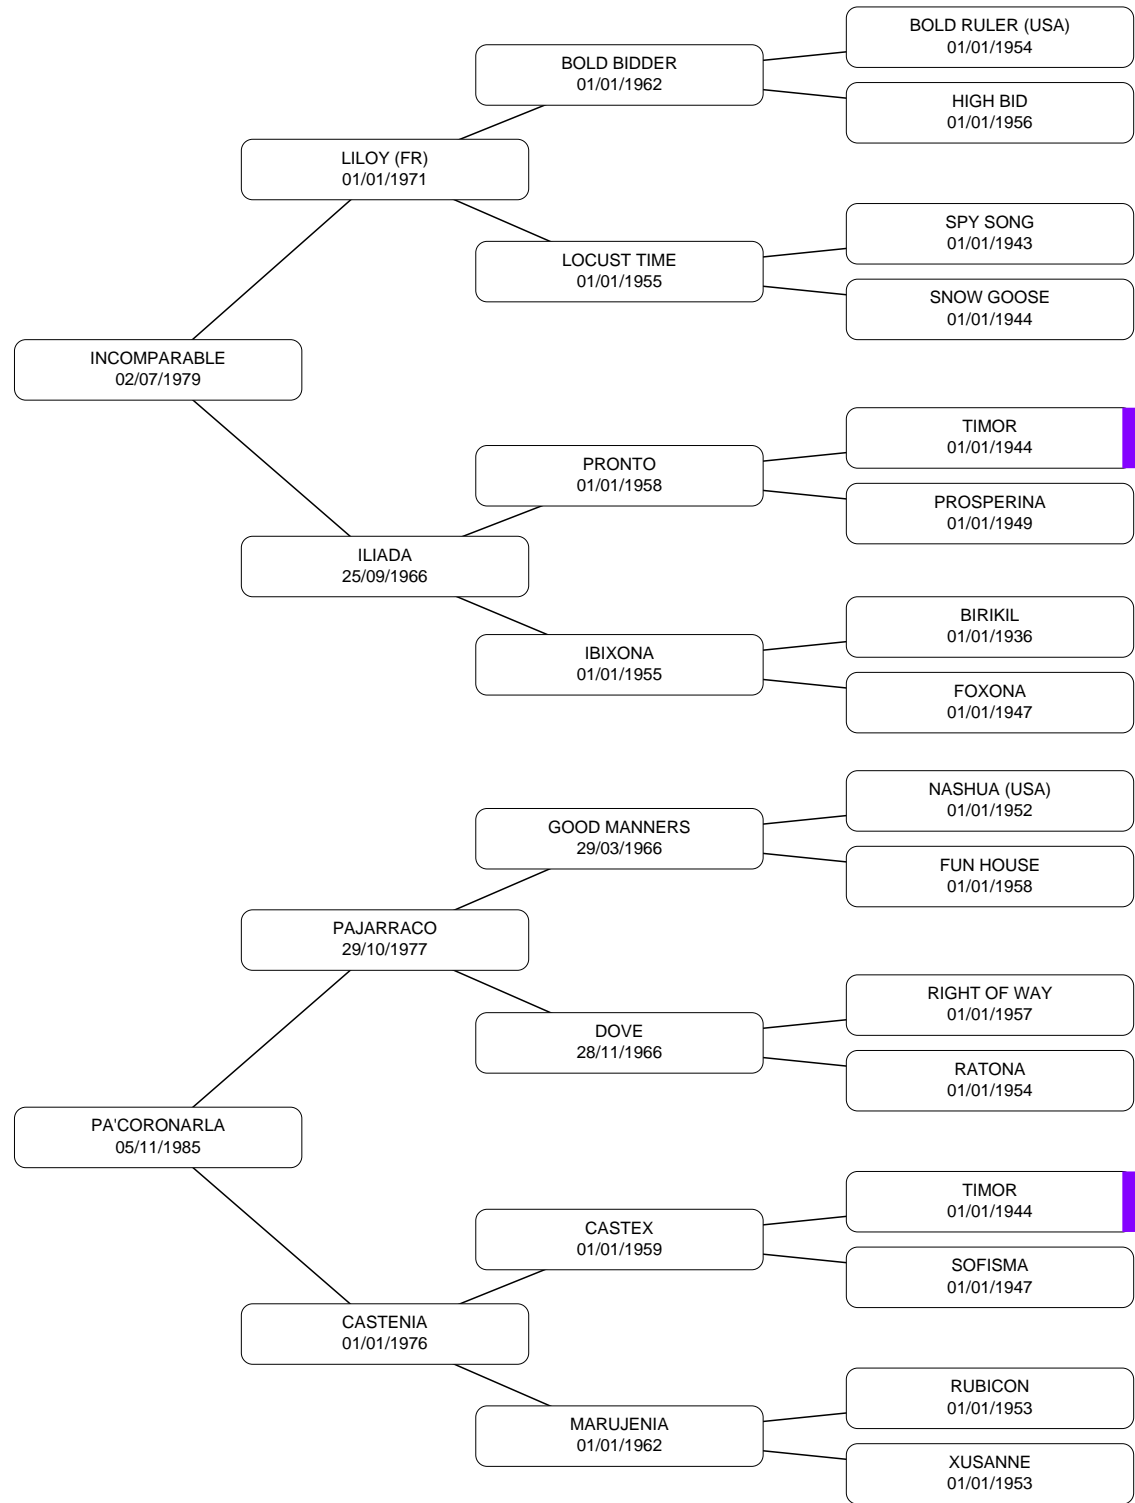 BOLD RULER (USA)
01/01/1954
BOLD BIDDER
01/01/1962
HIGH BID
01/01/1956
LILOY (FR)
01/01/1971
SPY SONG
01/01/1943
LOCUST TIME
01/01/1955
SNOW GOOSE
01/01/1944
INCOMPARABLE
02/07/1979
TIMOR
01/01/1944
PRONTO
01/01/1958
PROSPERINA
01/01/1949
ILIADA
25/09/1966
BIRIKIL
01/01/1936
IBIXONA
01/01/1955
FOXONA
01/01/1947
NASHUA (USA)
01/01/1952
GOOD MANNERS
29/03/1966
FUN HOUSE
01/01/1958
PAJARRACO
29/10/1977
RIGHT OF WAY
01/01/1957
DOVE
28/11/1966
RATONA
01/01/1954
PA'CORONARLA
05/11/1985
TIMOR
01/01/1944
CASTEX
01/01/1959
SOFISMA
01/01/1947
CASTENIA
01/01/1976
RUBICON
01/01/1953
MARUJENIA
01/01/1962
XUSANNE
01/01/1953